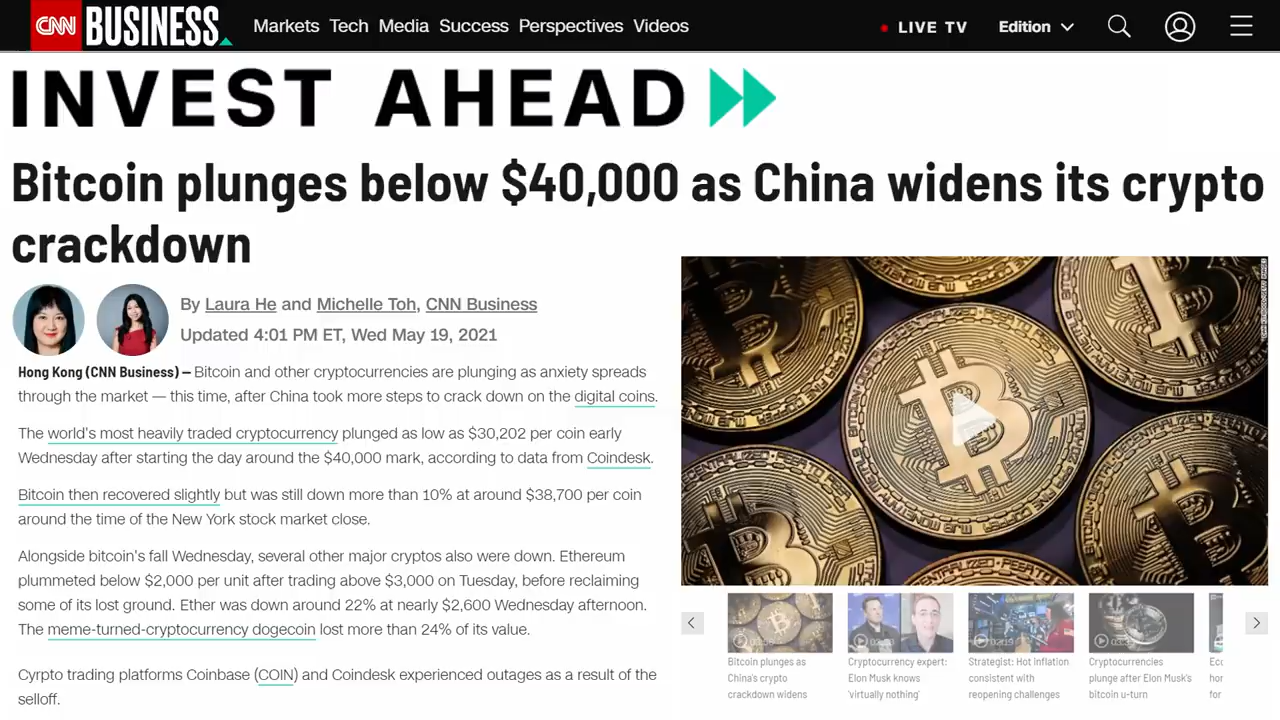 CNN BUSINESS Markets Tech Media Success Perspectives Videos LIVE TV Edition
INVEST AHEAD
Bitcoin plunges below $40,000 as China widens its crypto
crackdown
By Laura He and Michelle Toh, CNN Business
Updated 4:01 PM ET, Wed May 19, 2021
Hong Kong (CNN Business) — Bitcoin and other cryptocurrencies are plunging as anxiety spreads
through the market — this time, after China took more steps to crack down on the digital coins.
The world's most heavily traded cryptocurrency plunged as low as $30,202 per coin early
Wednesday after starting the day around the $40,000 mark, according to data from Coindesk.
Bitcoin then recovered slightly but was still down more than 10% at around $38,700 per coin
around the time of the New York stock market close.
Alongside bitcoin's fall Wednesday, several other major cryptos also were down. Ethereum
plummeted below $2,000 per unit after trading above $3,000 on Tuesday, before reclaiming
some of its lost ground. Ether was down around 22% at nearly $2,600 Wednesday afternoon.
The meme-turned-cryptocurrency dogecoin lost more than 24% of its value.
Cyrpto trading platforms Coinbase (COIN) and Coindesk experienced outages as a result of the
selloff.
Bitcoin plunges as
China's crypto
crackdown widens
Cryptocurrency expert:
Elon Musk knows
'virtually nothing'
Strategist: Hot inflation
consistent with
reopening challenges
Cryptocurrencies
plunge after Elon Musk's
bitcoin u-turn